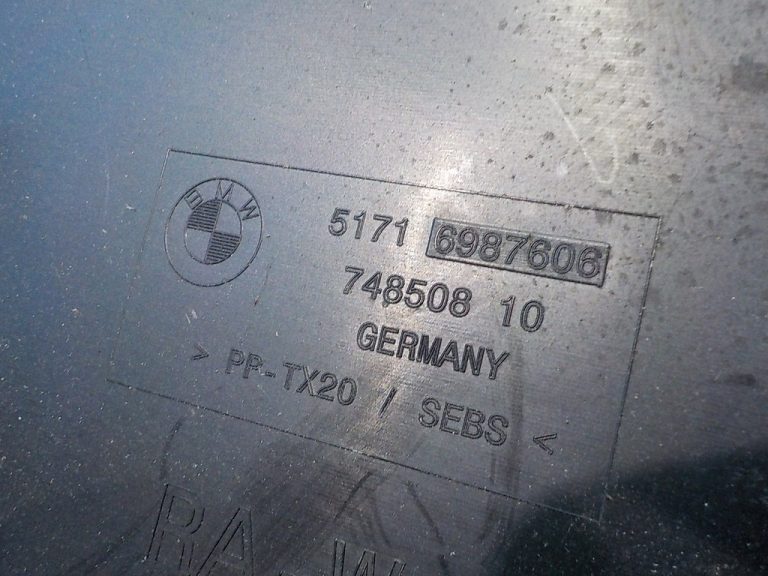 BMW
5171 6987606
748508 10
GERMANY
> PP-TX20 / SEBS <